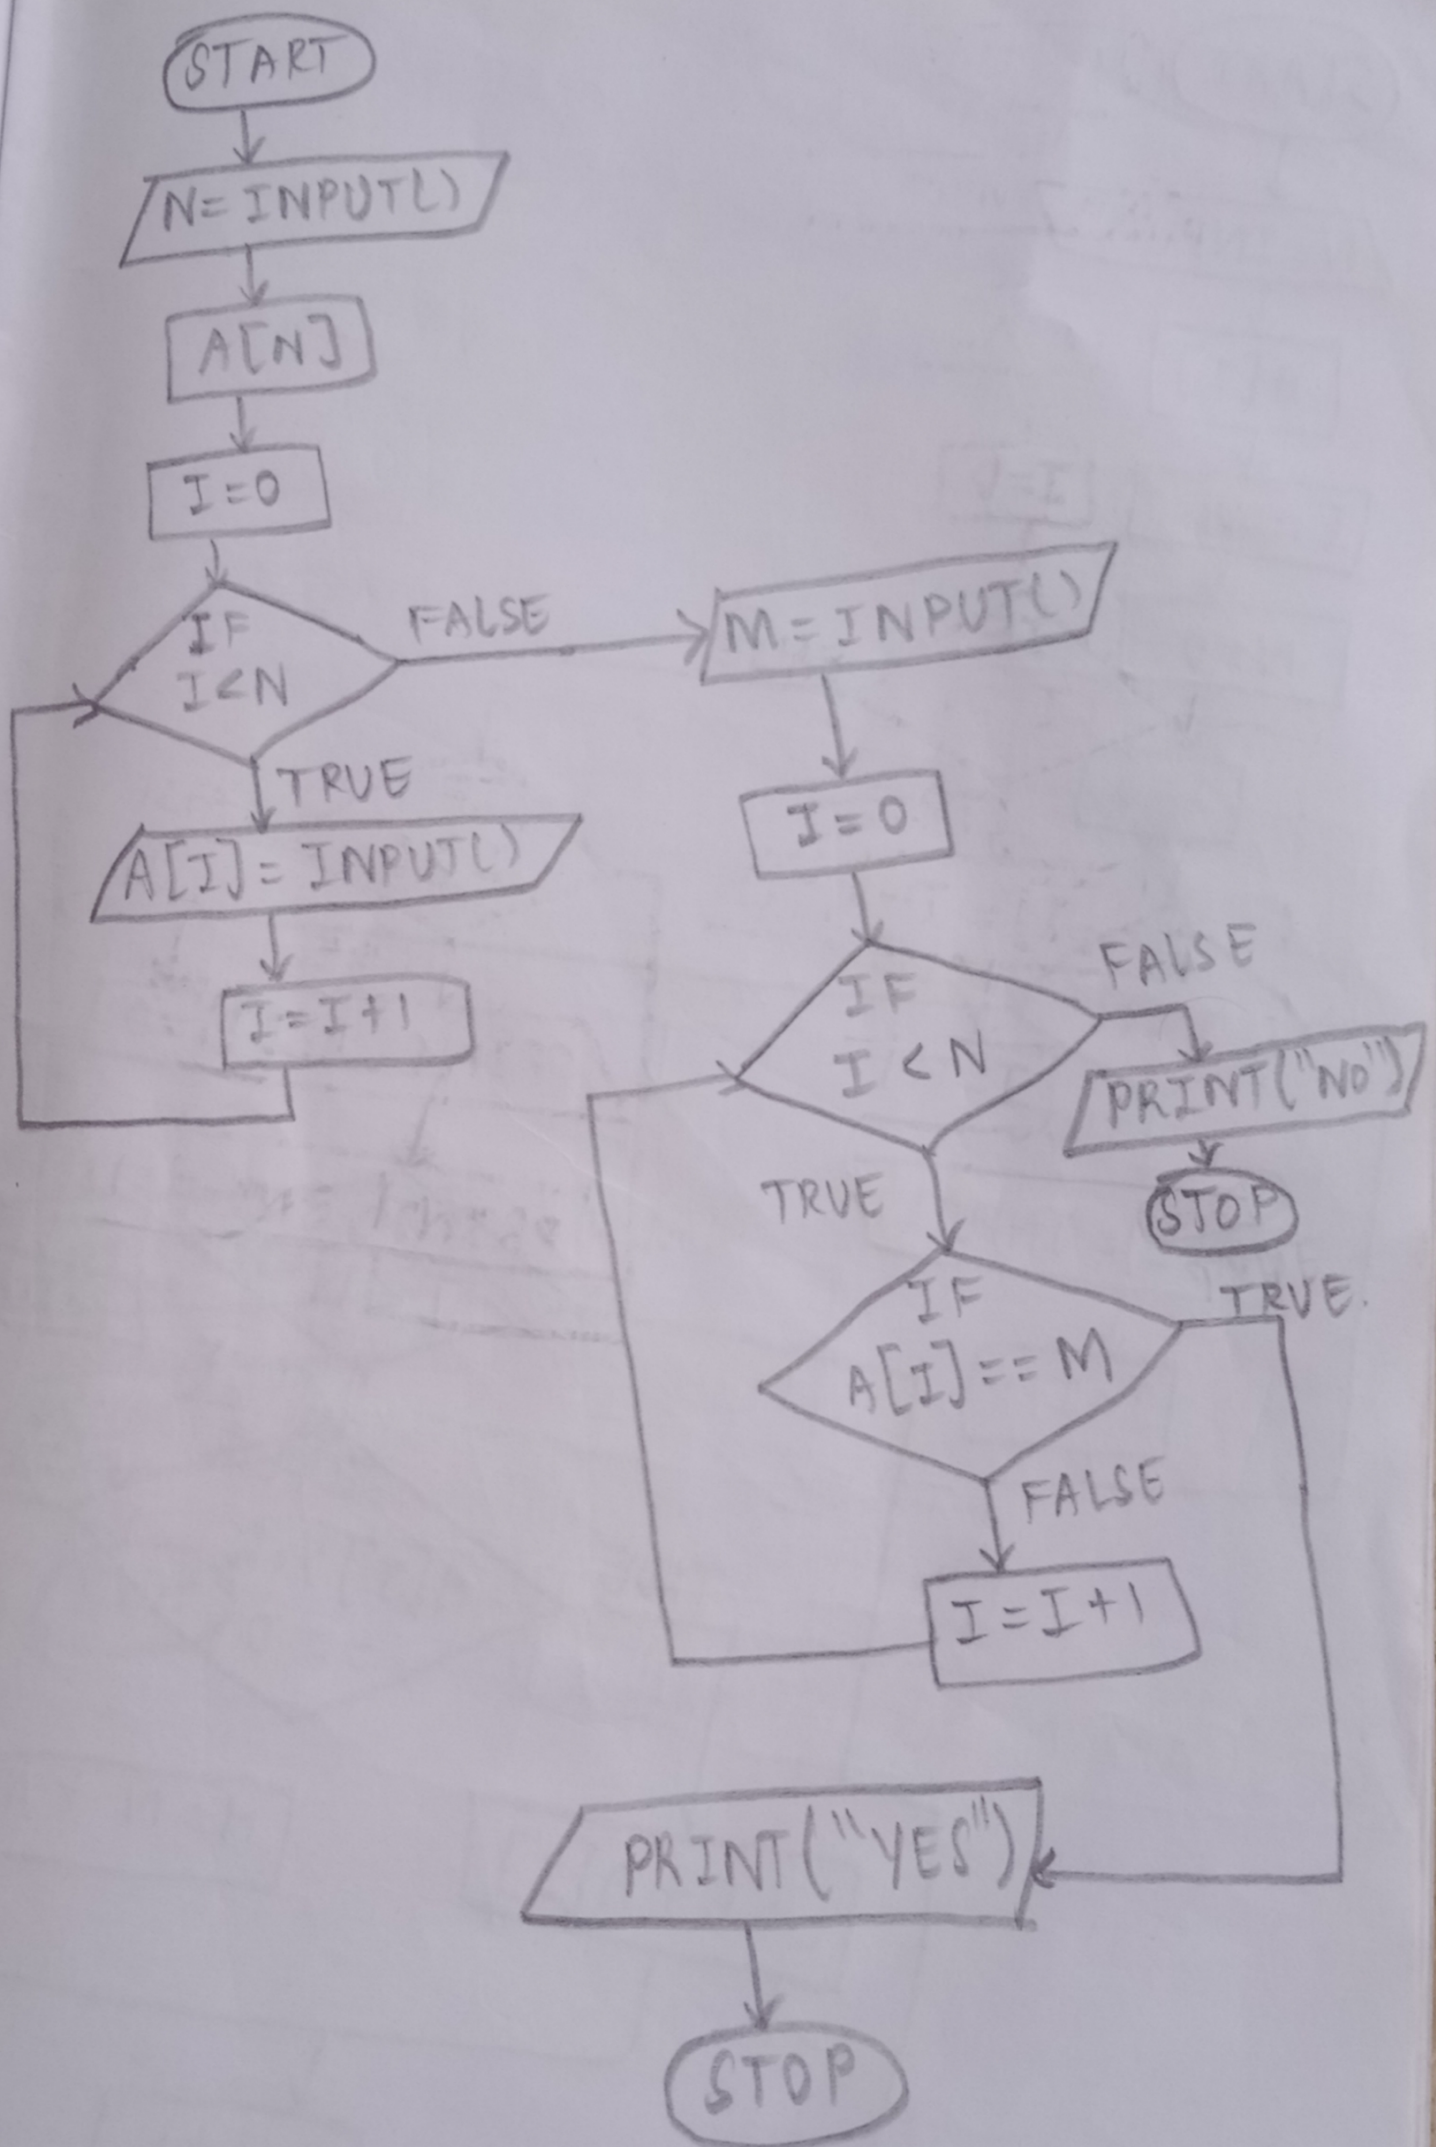 START
N=INPUT()
A[N]
I=0
IF
I<N
FALSE
TRUE
A[I]=INPUT()
I=I+1
M=INPUT()
I=0
IF
I<N
FALSE
PRINT("NO")
STOP
TRUE
IF
A[I]==M
TRUE.
FALSE
I=I+1
PRINT("YES")
STOP